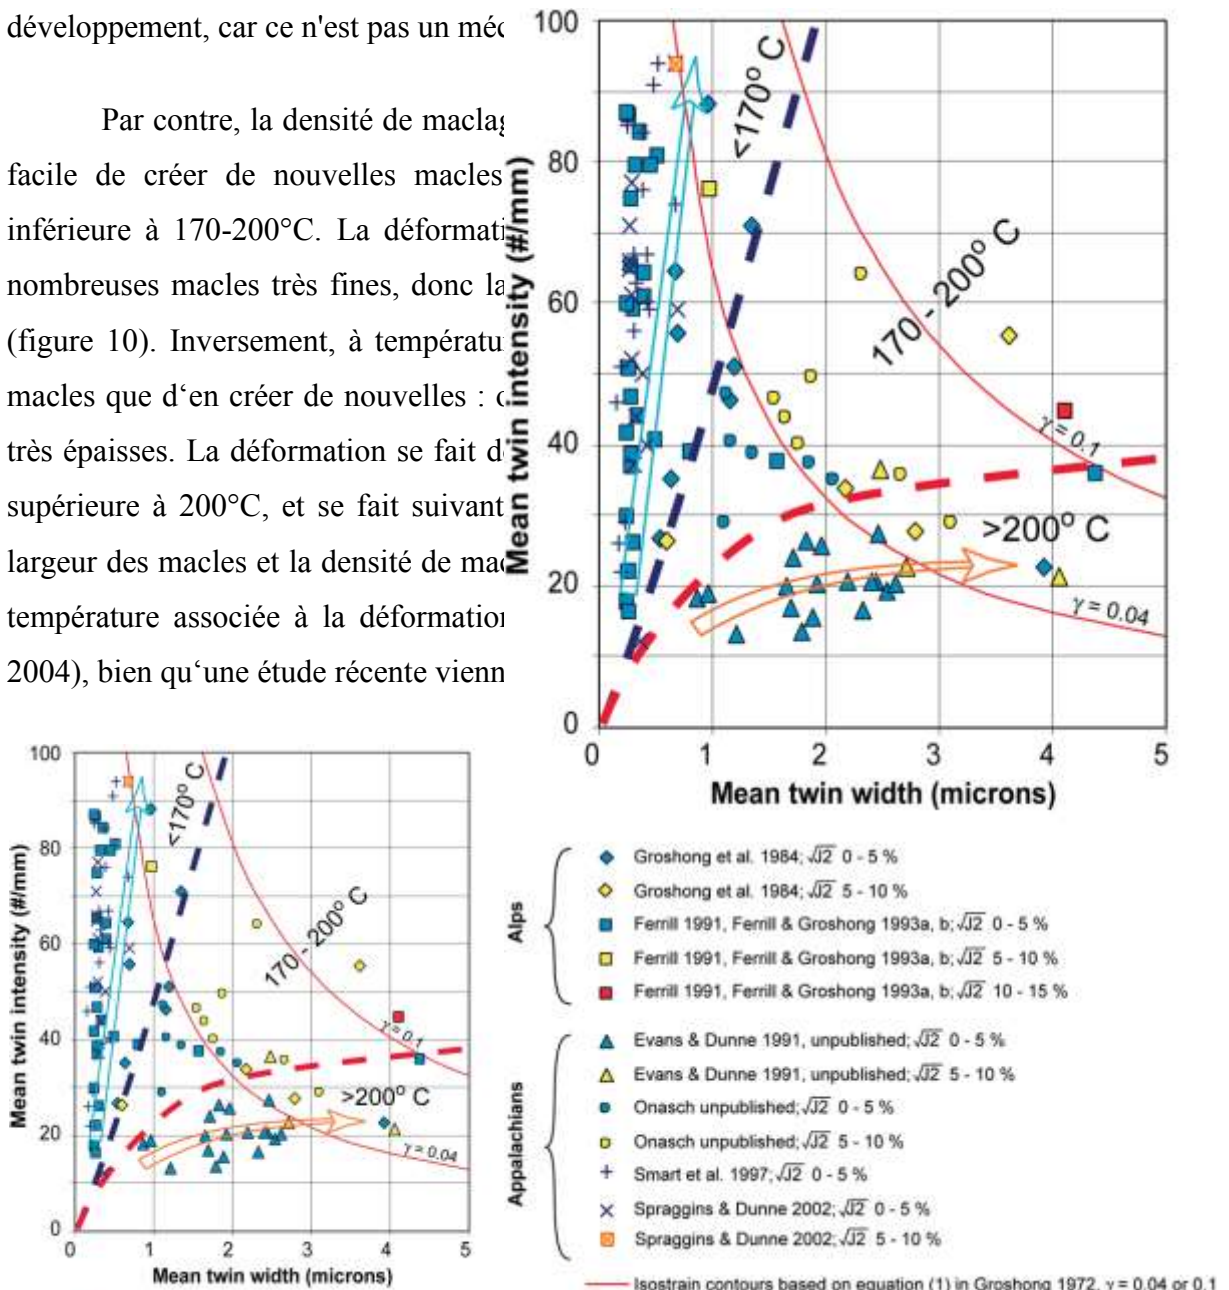 développement, car ce n'est pas un méc
Par contre, la densité de maclag
facile de créer de nouvelles macles
inférieure à 170-200°C. La déformati
nombreuses macles très fines, donc la
(figure 10). Inversement, à températu
macles que d‘en créer de nouvelles : 
très épaisses. La déformation se fait d
supérieure à 200°C, et se fait suivant
largeur des macles et la densité de mac
température associée à la déformation
2004), bien qu‘une étude récente vienn
Mean twin intensity (#/mm)
100
80
60
40
20
0
0 1 2 3 4 5
Mean twin width (microns)
<170° C
170 - 200° C
>200° C
γ = 0.1
γ = 0.04
Mean twin intensity (#/mm)
100
80
60
40
20
0
0 1 2 3 4 5
Mean twin width (microns)
<170° C
170 - 200° C
>200° C
γ = 0.1
γ = 0.04
Alps
Groshong et al. 1984; √J2 0 - 5 %
Groshong et al. 1984; √J2 5 - 10 %
Ferrill 1991, Ferrill & Groshong 1993a, b; √J2 0 - 5 %
Ferrill 1991, Ferrill & Groshong 1993a, b; √J2 5 - 10 %
Ferrill 1991, Ferrill & Groshong 1993a, b; √J2 10 - 15 %
Appalachians
Evans & Dunne 1991, unpublished; √J2 0 - 5 %
Evans & Dunne 1991, unpublished; √J2 5 - 10 %
Onasch unpublished; √J2 0 - 5 %
Onasch unpublished; √J2 5 - 10 %
Smart et al. 1997; √J2 0 - 5 %
Spraggins & Dunne 2002; √J2 0 - 5 %
Spraggins & Dunne 2002; √J2 5 - 10 %
Isostrain contours based on equation (1) in Groshong 1972, γ = 0.04 or 0.1